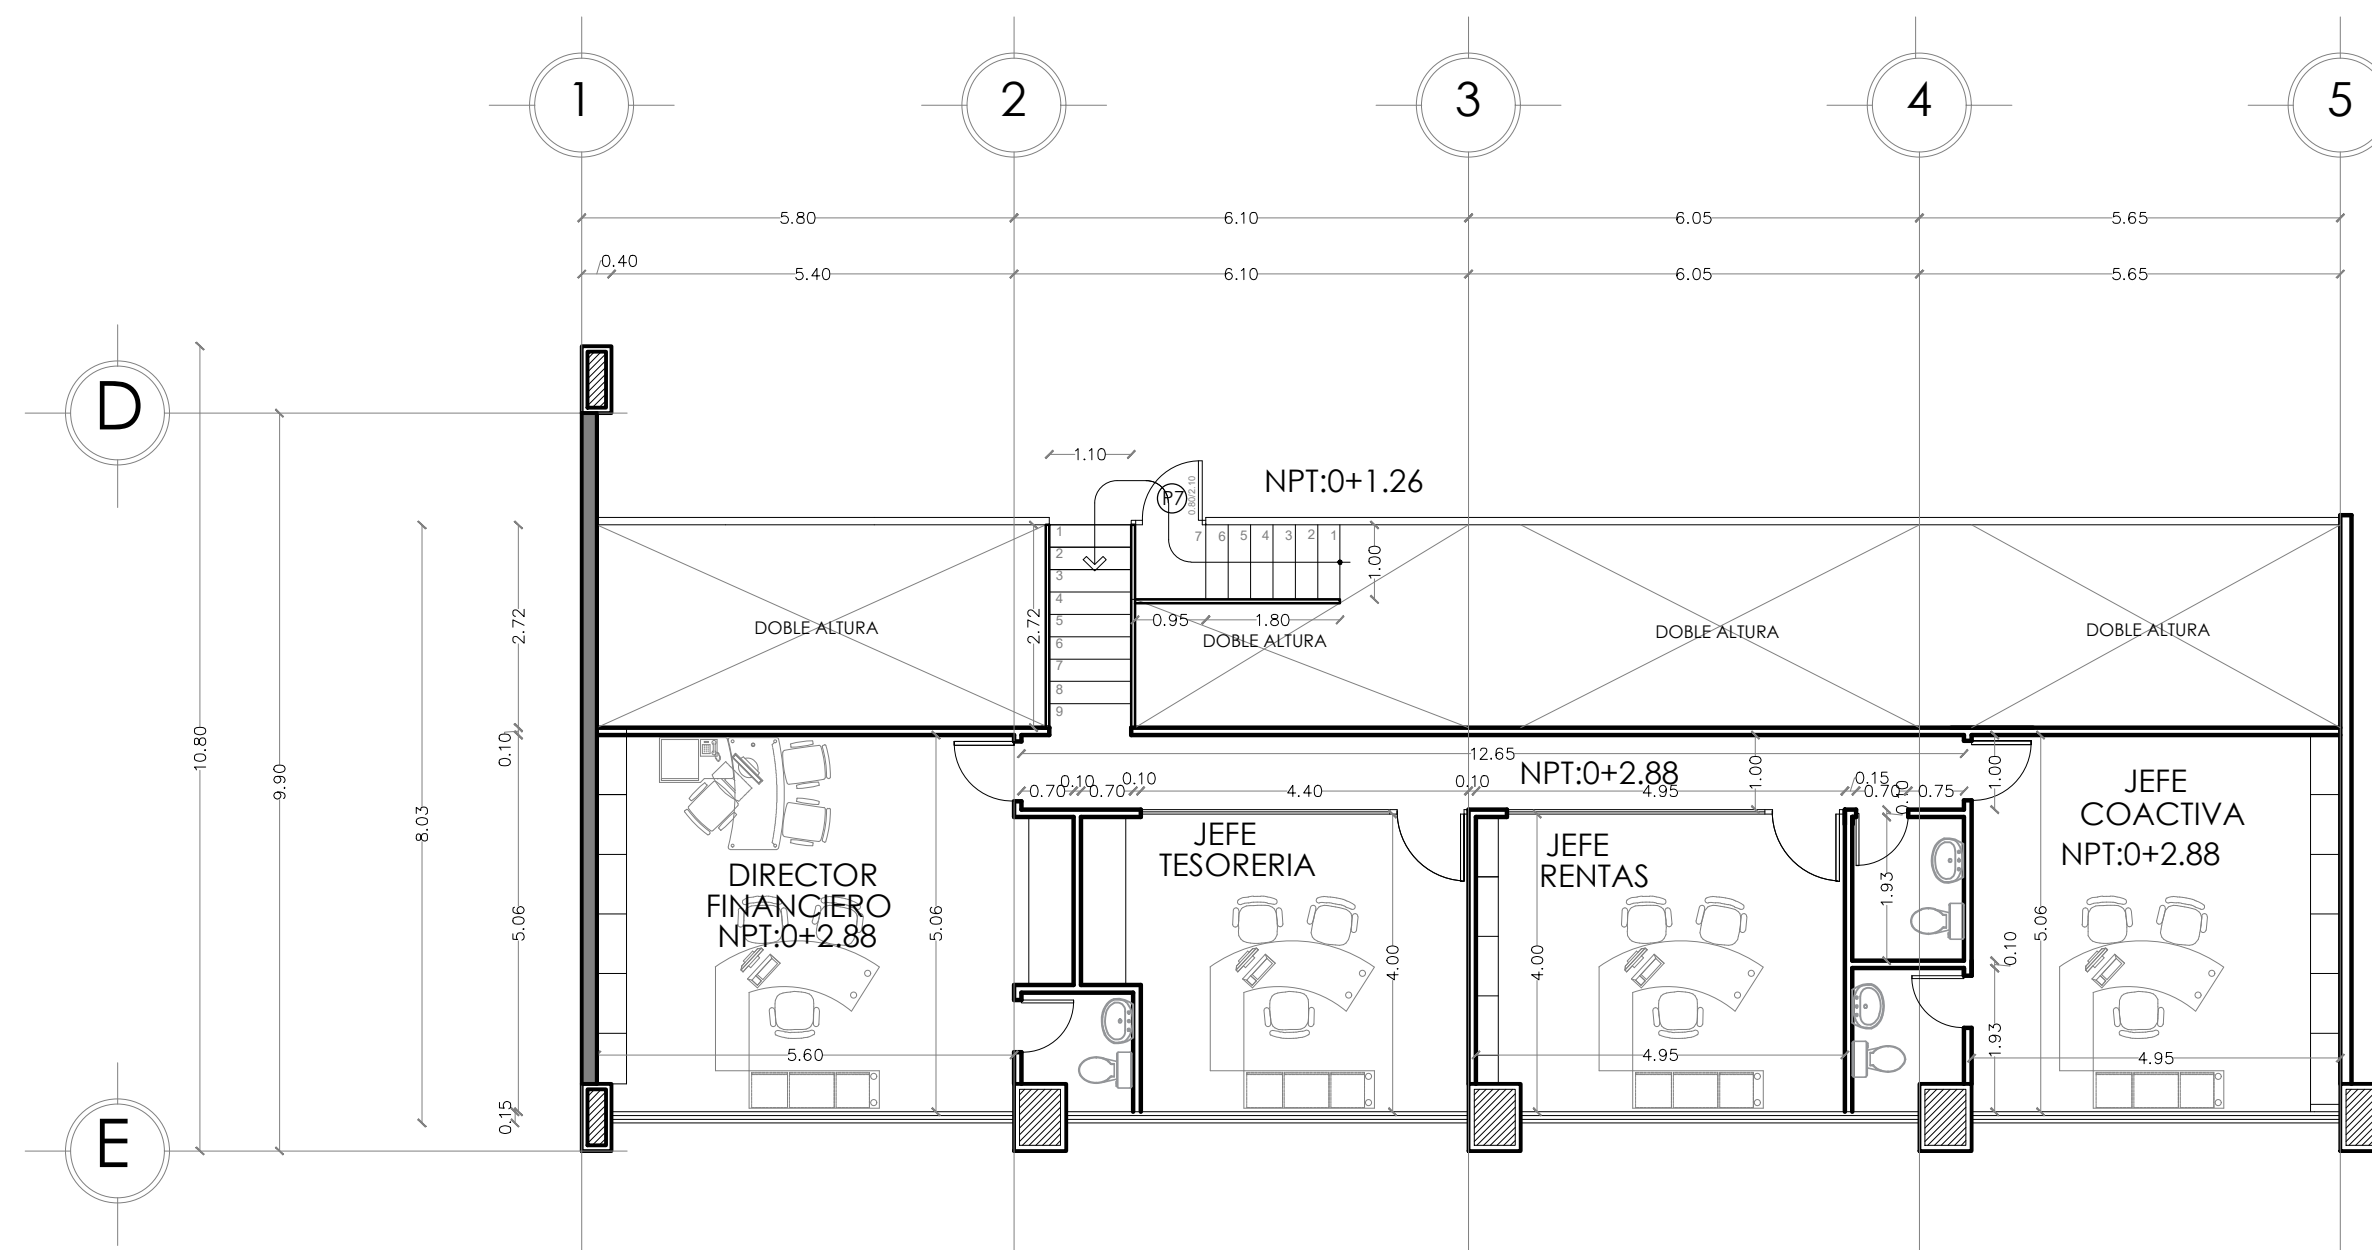 1 2 3 4 5
5.80 6.10 6.05 5.65
0.40
5.40 6.10 6.05 5.65
D
1.10
NPT:0+1.26
P7
0.80/2.10
1 2 3 4 5 6 7 8 9
7 6 5 4 3 2 1
1.00
2.72
2.72
0.95 1.80
DOBLE ALTURA
DOBLE ALTURA
DOBLE ALTURA
DOBLE ALTURA
10.80
9.90
8.03
0.10
12.65
NPT:0+2.88
1.00
1.00
0.70 0.10 0.70 0.10 4.40 0.10 4.95 0.15 0.70 0.10 0.75
JEFE
COACTIVA
NPT:0+2.88
JEFE
TESORERIA
JEFE
RENTAS
DIRECTOR
FINANCIERO
NPT:0+2.88
5.06
5.06
4.00
4.00
1.93
0.10
5.06
1.93
5.60
4.95
4.95
0.15
E